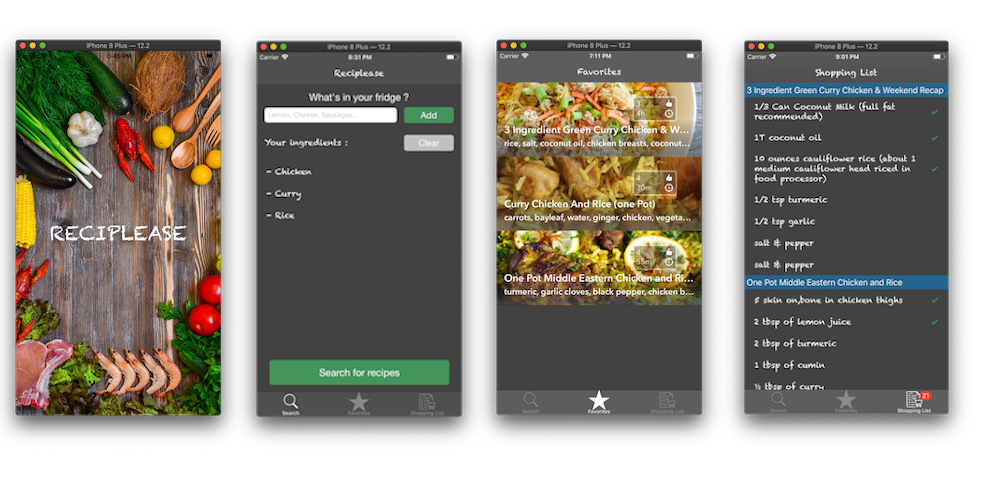 iPhone 8 Plus — 12.2
RECIPLEASE
iPhone 8 Plus — 12.2
Carrier 8:31 PM
Reciplease
What's in your fridge ?
Lemon, Cheese, Sausages...
Add
Your ingredients :
Clear
- Chicken
- Curry
- Rice
Search for recipes
Search Favorites Shopping List
iPhone 8 Plus — 12.2
Carrier 7:11 PM
Favorites
3
4h
3 Ingredient Green Curry Chicken & W...
rice, salt, coconut oil, chicken breasts, coconut...
4
30m
Curry Chicken And Rice (one Pot)
carrots, bayleaf, water, ginger, chicken, vegeta...
55m
One Pot Middle Eastern Chicken and Ri...
turmeric, garlic cloves, black pepper, chicken b...
Search Favorites Shopping List
iPhone 8 Plus — 12.2
Carrier 9:01 PM
Shopping List
3 Ingredient Green Curry Chicken & Weekend Recap
1/3 Can Coconut Milk (full fat
recommended)
1T coconut oil
10 ounces cauliflower rice (about 1
medium cauliflower head riced in
food processor)
1/2 tsp turmeric
1/2 tsp garlic
salt & pepper
salt & pepper
One Pot Middle Eastern Chicken and Rice
5 skin on,bone in chicken thighs
2 tbsp of lemon juice
2 tbsp of turmeric
1 tbsp of cumin
½ tbsp of curry
21
Search Favorites Shopping List